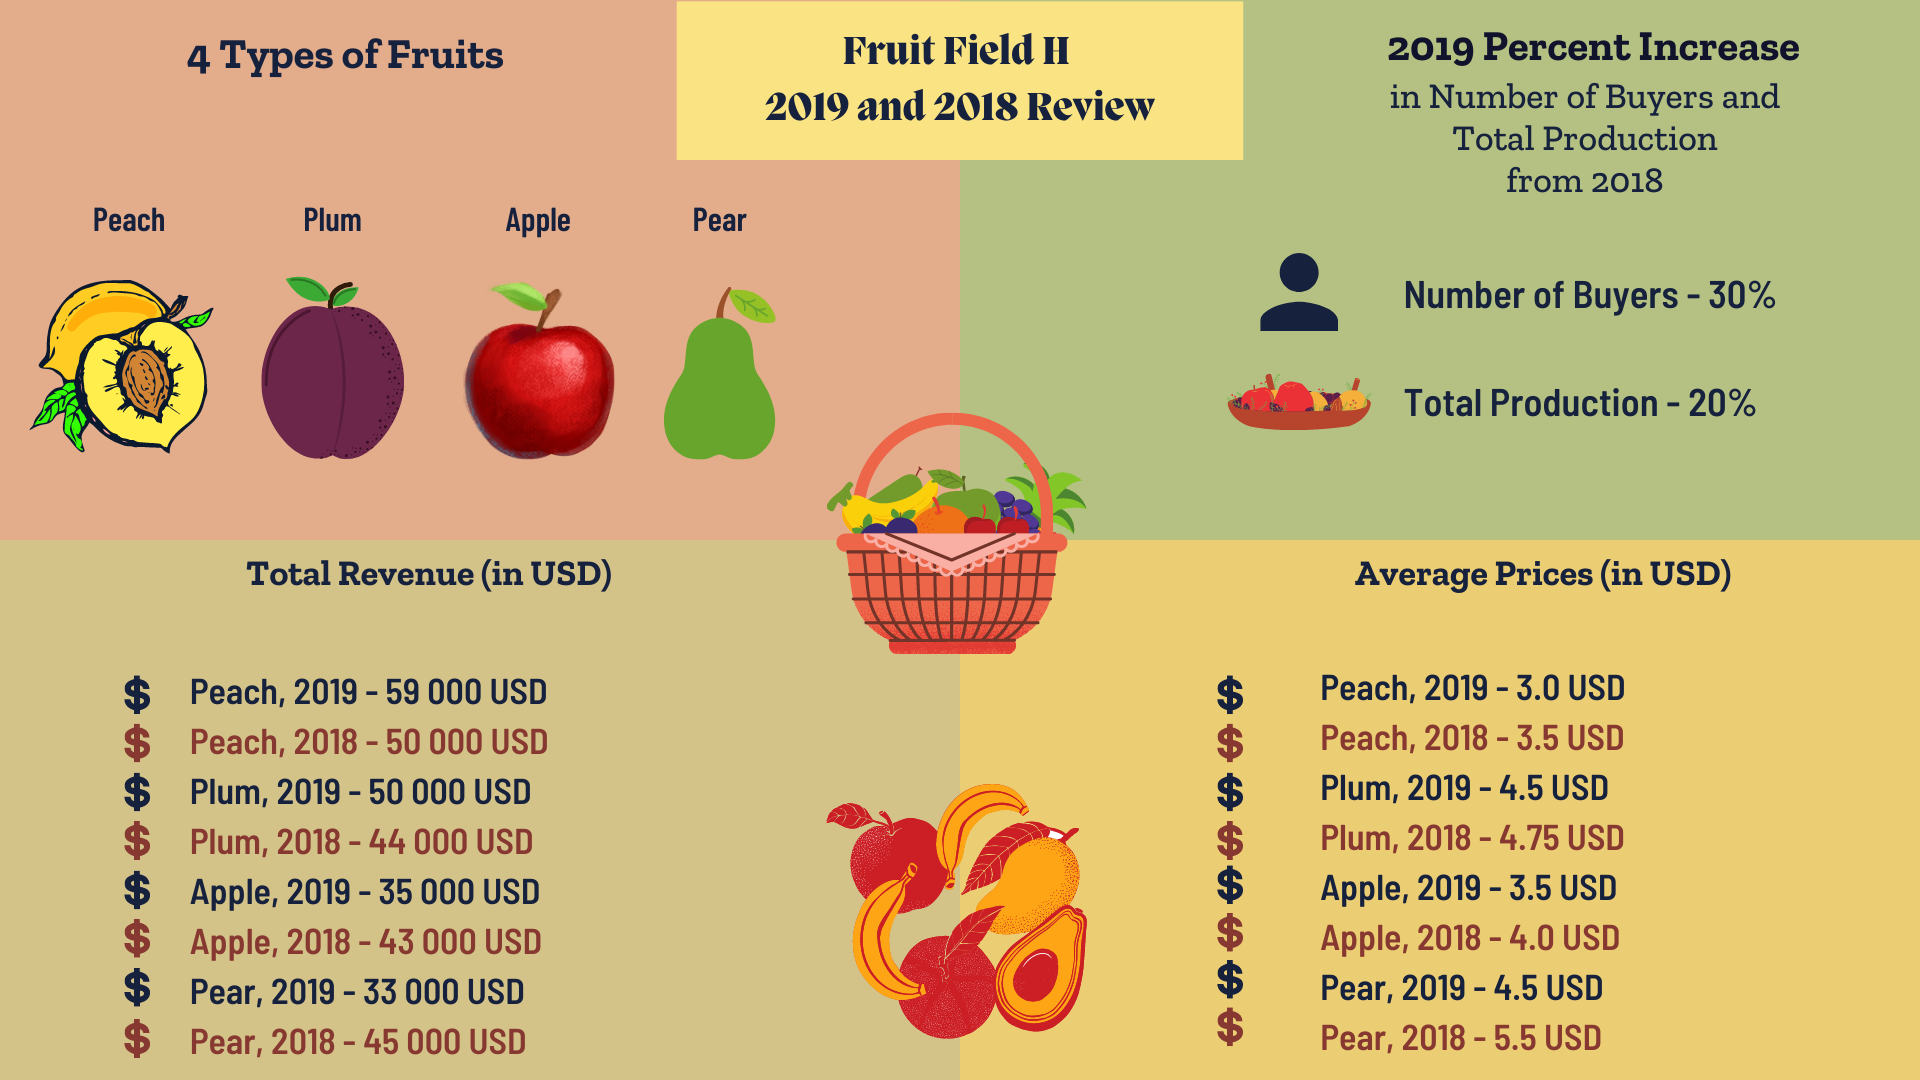 4 Types of Fruits
Fruit Field H
2019 and 2018 Review
2019 Percent Increase
in Number of Buyers and
Total Production
from 2018
Peach
Plum
Apple
Pear
Number of Buyers - 30%
Total Production - 20%
Total Revenue (in USD)
$ Peach, 2019 - 59 000 USD
$ Peach, 2018 - 50 000 USD
$ Plum, 2019 - 50 000 USD
$ Plum, 2018 - 44 000 USD
$ Apple, 2019 - 35 000 USD
$ Apple, 2018 - 43 000 USD
$ Pear, 2019 - 33 000 USD
$ Pear, 2018 - 45 000 USD
Average Prices (in USD)
$ Peach, 2019 - 3.0 USD
$ Peach, 2018 - 3.5 USD
$ Plum, 2019 - 4.5 USD
$ Plum, 2018 - 4.75 USD
$ Apple, 2019 - 3.5 USD
$ Apple, 2018 - 4.0 USD
$ Pear, 2019 - 4.5 USD
$ Pear, 2018 - 5.5 USD